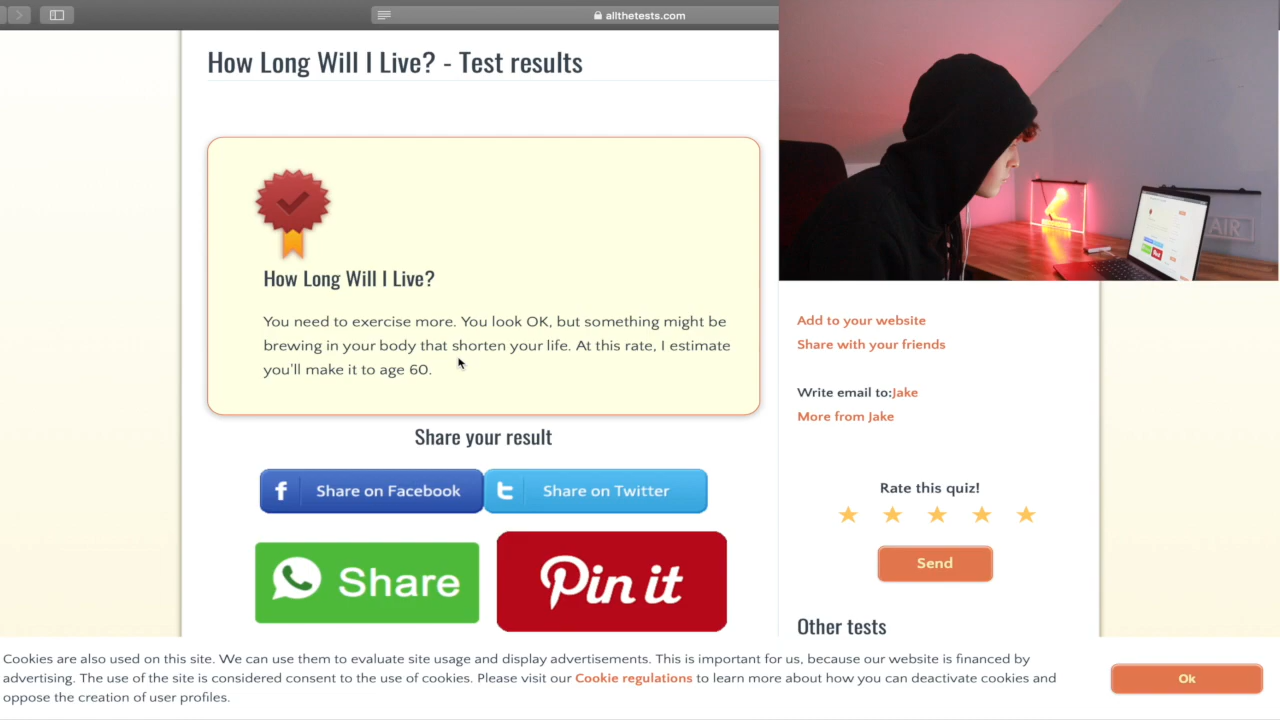 allthetests.com
How Long Will I Live? - Test results
How Long Will I Live?
You need to exercise more. You look OK, but something might be
brewing in your body that shorten your life. At this rate, I estimate
you'll make it to age 60.
Share your result
f Share on Facebook
t Share on Twitter
Share
Pin it
AIR
Add to your website
Share with your friends
Write email to:Jake
More from Jake
Rate this quiz!
Send
Other tests
Cookies are also used on this site. We can use them to evaluate site usage and display advertisements. This is important for us, because our website is financed by
advertising. The use of the site is considered consent to the use of cookies. Please visit our Cookie regulations to learn more about how you can deactivate cookies and
oppose the creation of user profiles.
Ok